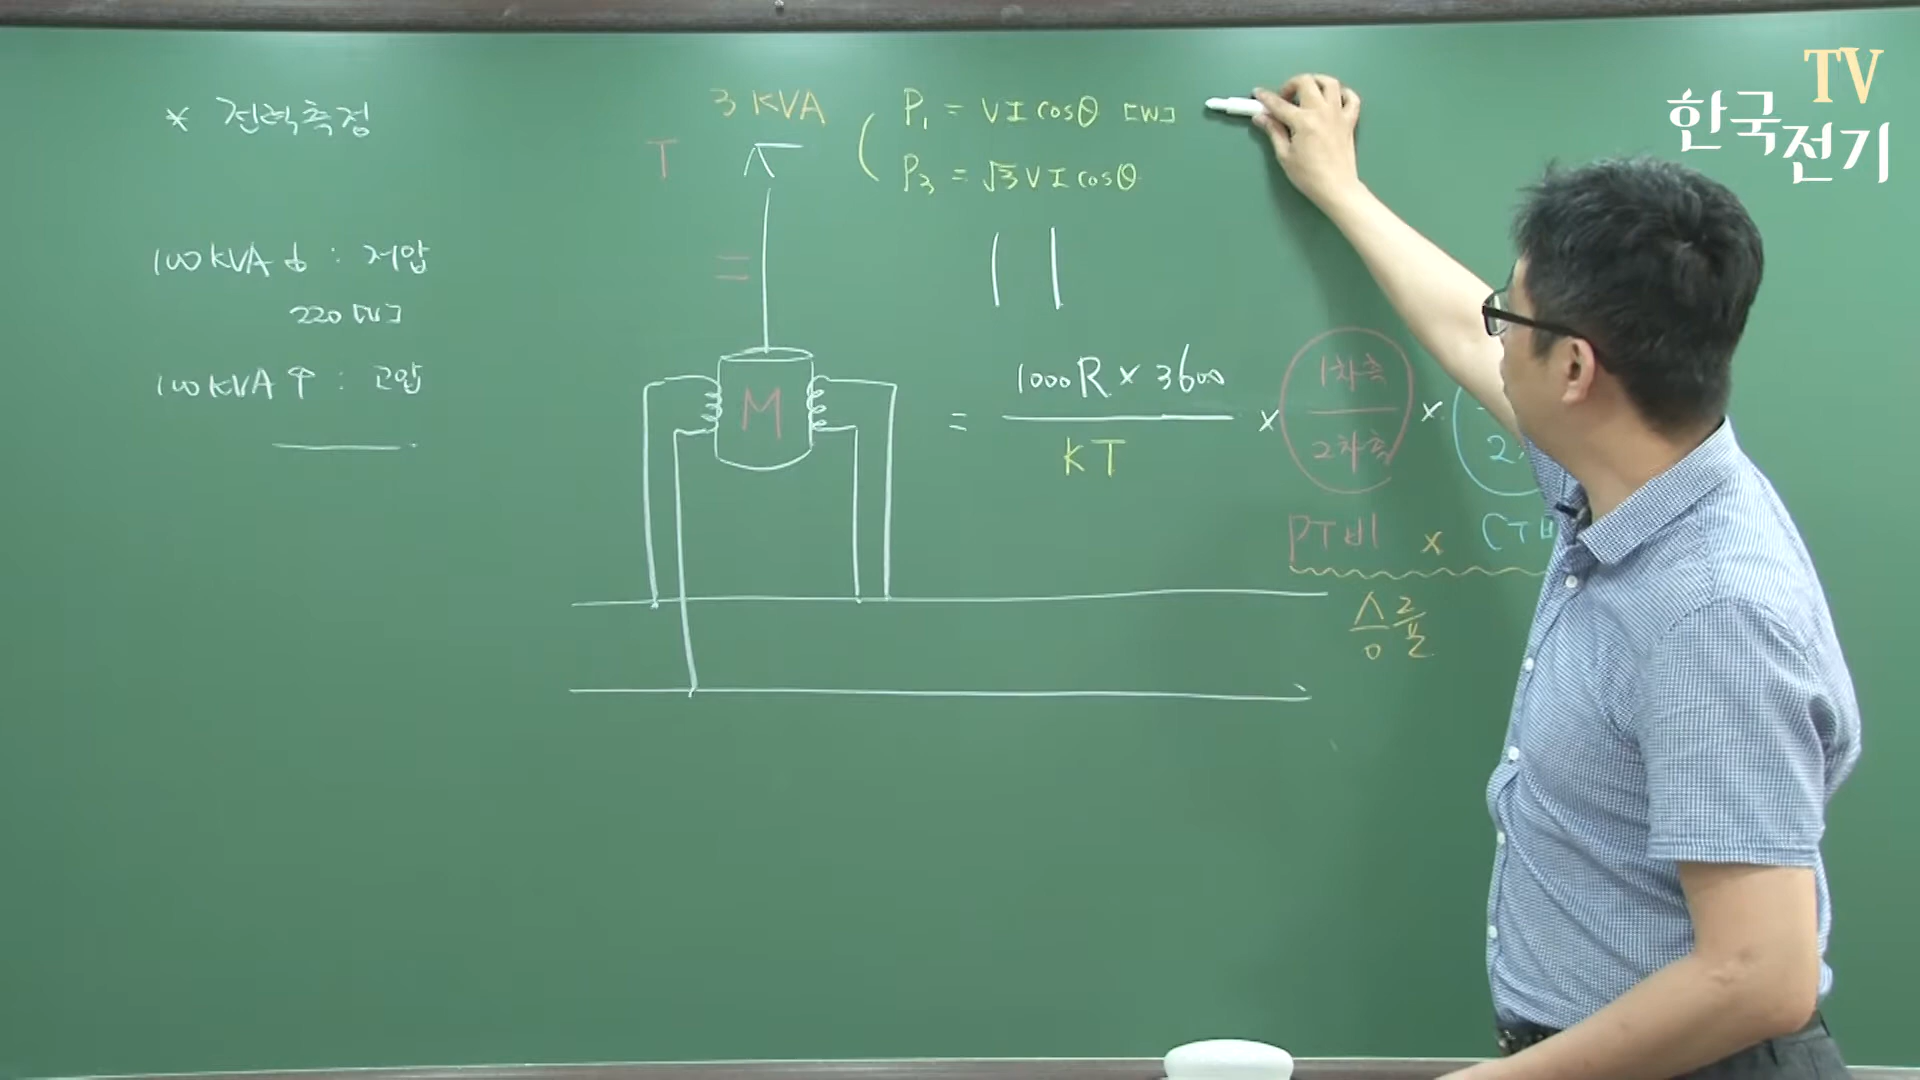 TV
한국
전기
* 전력측정
100 kVA ↓ : 저압
220 [V]
100 kVA ↑ : 고압
3 KVA
T
=
M
P₁ = VI cosθ [W]
P₃ = √3 VI cosθ
= 1000R × 3600 / KT × 1차측 / 2차측 ×
PT비 × CT비
승률